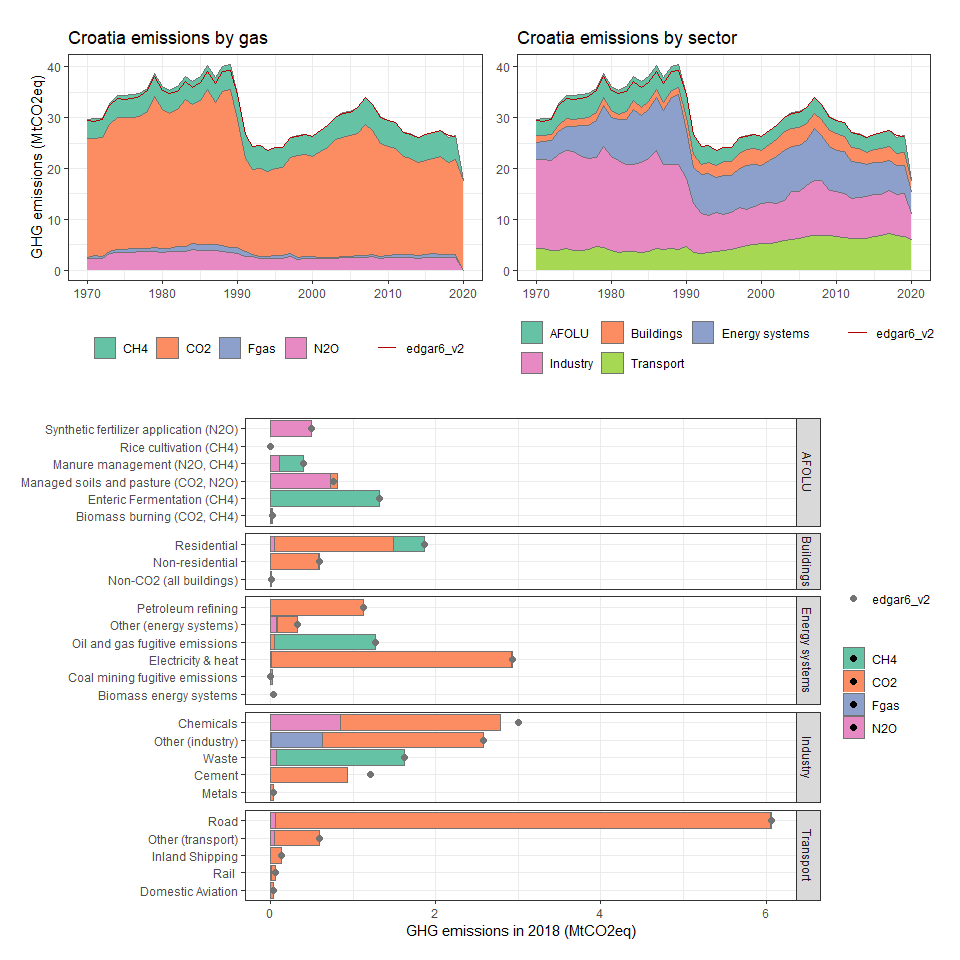 Croatia emissions by gas
GHG emissions (MtCO2eq)
40
30
20
10
0
1970 1980 1990 2000 2010 2020
CH4 CO2 Fgas N2O edgar6_v2
Croatia emissions by sector
40
30
20
10
0
1970 1980 1990 2000 2010 2020
AFOLU Buildings Energy systems edgar6_v2
Industry Transport
Synthetic fertilizer application (N2O)
Rice cultivation (CH4)
Manure management (N2O, CH4)
Managed soils and pasture (CO2, N2O)
Enteric Fermentation (CH4)
Biomass burning (CO2, CH4)
AFOLU
Residential
Non-residential
Non-CO2 (all buildings)
Buildings
Petroleum refining
Other (energy systems)
Oil and gas fugitive emissions
Electricity & heat
Coal mining fugitive emissions
Biomass energy systems
Energy systems
Chemicals
Other (industry)
Waste
Cement
Metals
Industry
Road
Other (transport)
Inland Shipping
Rail
Domestic Aviation
Transport
0 2 4 6
GHG emissions in 2018 (MtCO2eq)
edgar6_v2
CH4
CO2
Fgas
N2O